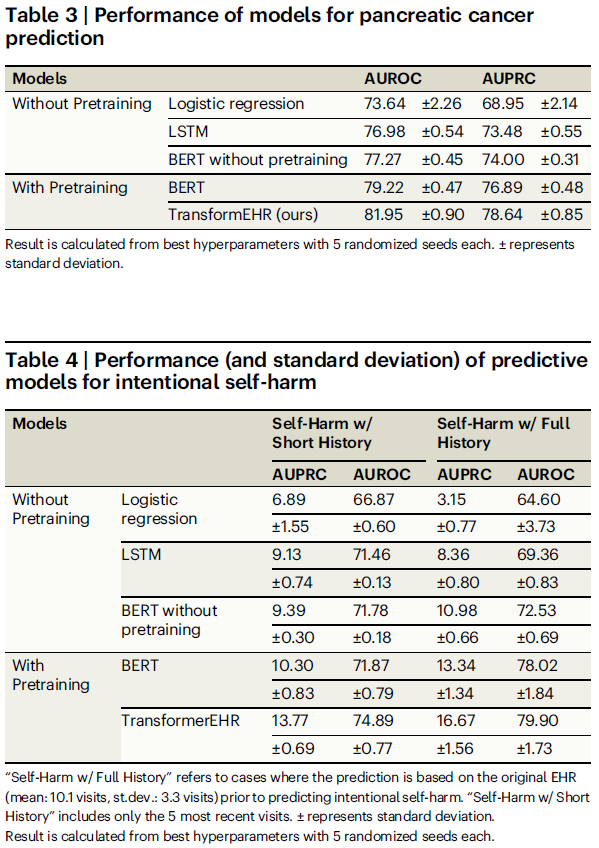 Table 3 | Performance of models for pancreatic cancer
prediction
Models AUROC AUPRC
Without Pretraining Logistic regression 73.64 ±2.26 68.95 ±2.14
LSTM 76.98 ±0.54 73.48 ±0.55
BERT without pretraining 77.27 ±0.45 74.00 ±0.31
With Pretraining BERT 79.22 ±0.47 76.89 ±0.48
TransformEHR (ours) 81.95 ±0.90 78.64 ±0.85
Result is calculated from best hyperparameters with 5 randomized seeds each. ± represents
standard deviation.
Table 4 | Performance (and standard deviation) of predictive
models for intentional self-harm
Models Self-Harm w/ Self-Harm w/ Full
Short History History
AUPRC AUROC AUPRC AUROC
Without Logistic 6.89 66.87 3.15 64.60
Pretraining regression ±1.55 ±0.60 ±0.77 ±3.73
LSTM 9.13 71.46 8.36 69.36
±0.74 ±0.13 ±0.80 ±0.83
BERT without 9.39 71.78 10.98 72.53
pretraining ±0.30 ±0.18 ±0.66 ±0.69
With BERT 10.30 71.87 13.34 78.02
Pretraining ±0.83 ±0.79 ±1.34 ±1.84
TransformerEHR 13.77 74.89 16.67 79.90
±0.69 ±0.77 ±1.56 ±1.73
“Self-Harm w/ Full History” refers to cases where the prediction is based on the original EHR
(mean: 10.1 visits, st.dev.: 3.3 visits) prior to predicting intentional self-harm. “Self-Harm w/ Short
History” includes only the 5 most recent visits. ± represents standard deviation.
Result is calculated from best hyperparameters with 5 randomized seeds each.